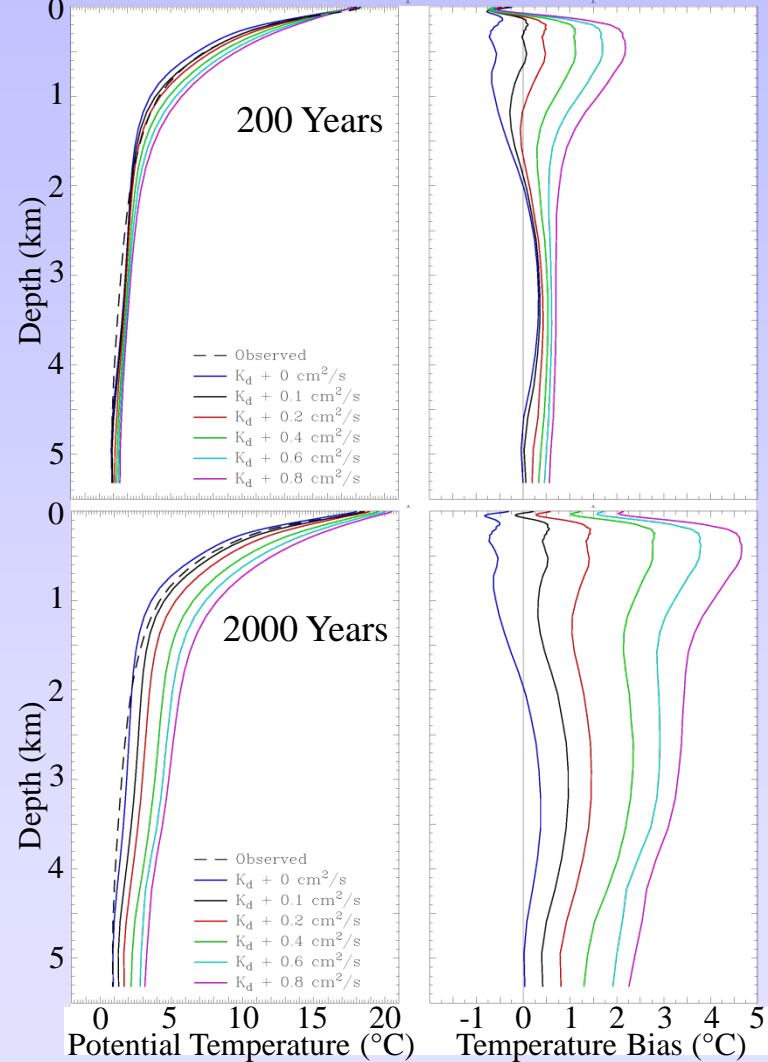 0
1
2
3
4
5
Depth (km)
200 Years
Observed
K_d + 0 cm²/s
K_d + 0.1 cm²/s
K_d + 0.2 cm²/s
K_d + 0.4 cm²/s
K_d + 0.6 cm²/s
K_d + 0.8 cm²/s
0
1
2
3
4
5
Depth (km)
2000 Years
Observed
K_d + 0 cm²/s
K_d + 0.1 cm²/s
K_d + 0.2 cm²/s
K_d + 0.4 cm²/s
K_d + 0.6 cm²/s
K_d + 0.8 cm²/s
0 5 10 15 20
Potential Temperature (°C)
-1 0 1 2 3 4 5
Temperature Bias (°C)